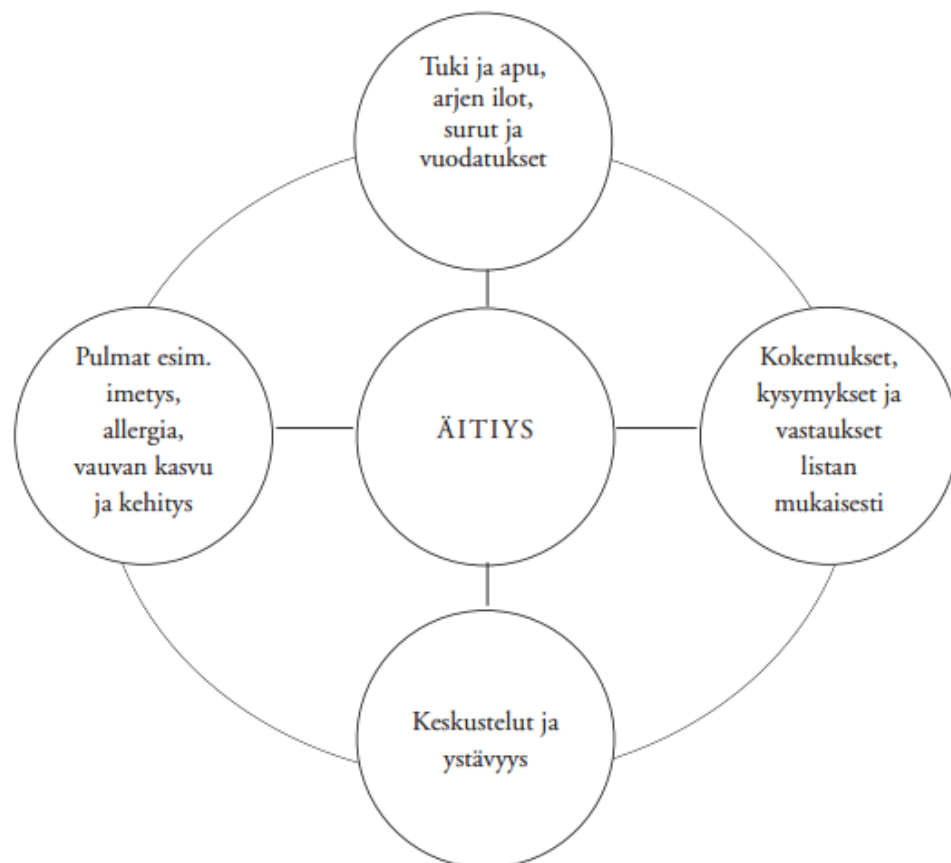 Tuki ja apu,
arjen ilot,
surut ja
vuodatukset
Pulmat esim.
imetys,
allergia,
vauvan kasvu
ja kehitys
ÄITIYS
Kokemukset,
kysymykset ja
vastaukset
listan
mukaisesti
Keskustelut ja
ystävyys